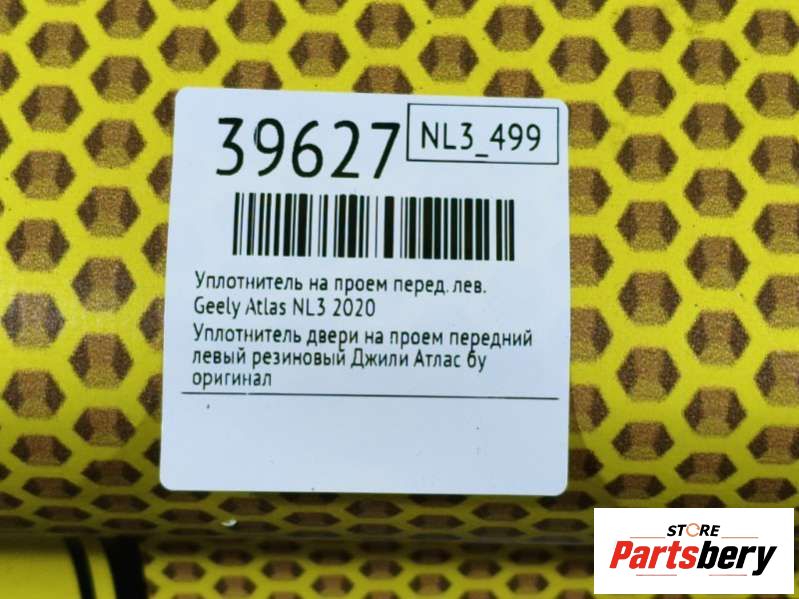 39627
NL3_499
Уплотнитель на проем перед. лев.
Geely Atlas NL3 2020
Уплотнитель двери на проем передний
левый резиновый Джили Атлас бу
оригинал
STORE
Partsbery